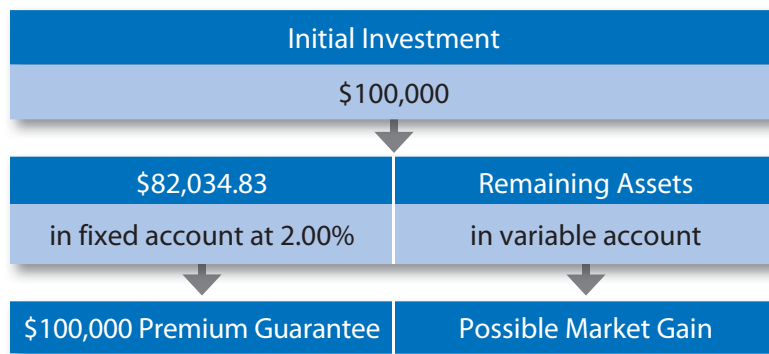 Initial Investment
$100,000
$82,034.83
Remaining Assets
in fixed account at 2.00%
in variable account
$100,000 Premium Guarantee
Possible Market Gain